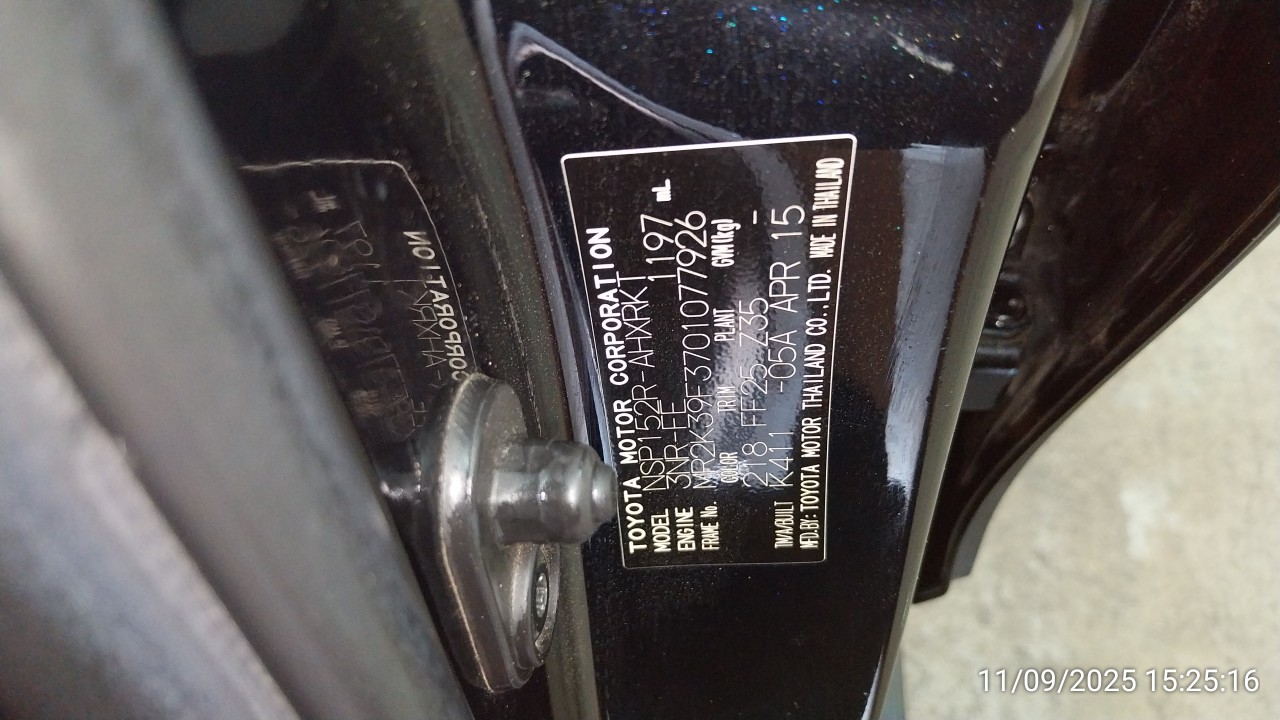 TOYOTA MOTOR CORPORATION
MODEL NSP152R-AHXRKT
ENGINE 3NR-FE 1197 mL
FRAME No. MR2K39F3701077926
COLOR TRIM PLANT GVM(kg)
218 FF25 Z35 -
T/M/A/BUILT K411 -05A APR 15
MFD.BY: TOYOTA MOTOR THAILAND CO.,LTD. MADE IN THAILAND
11/09/2025 15:25:16